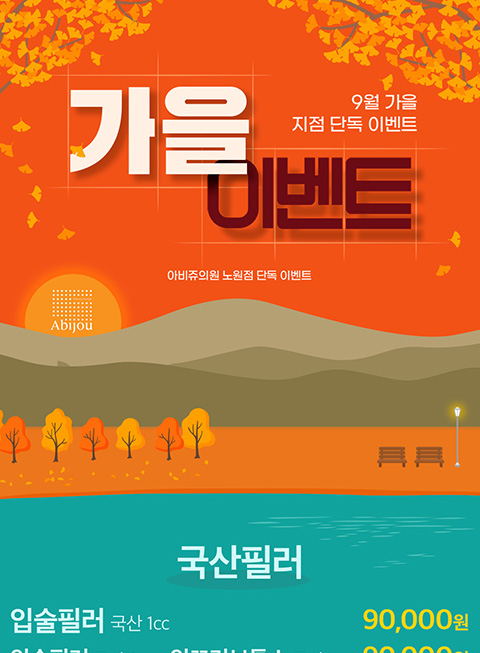 가을
이벤트
9월 가을
지점 단독 이벤트
아비쥬의원 노원점 단독 이벤트
Abijou
국산필러
입술필러 국산 1cc 90,000원